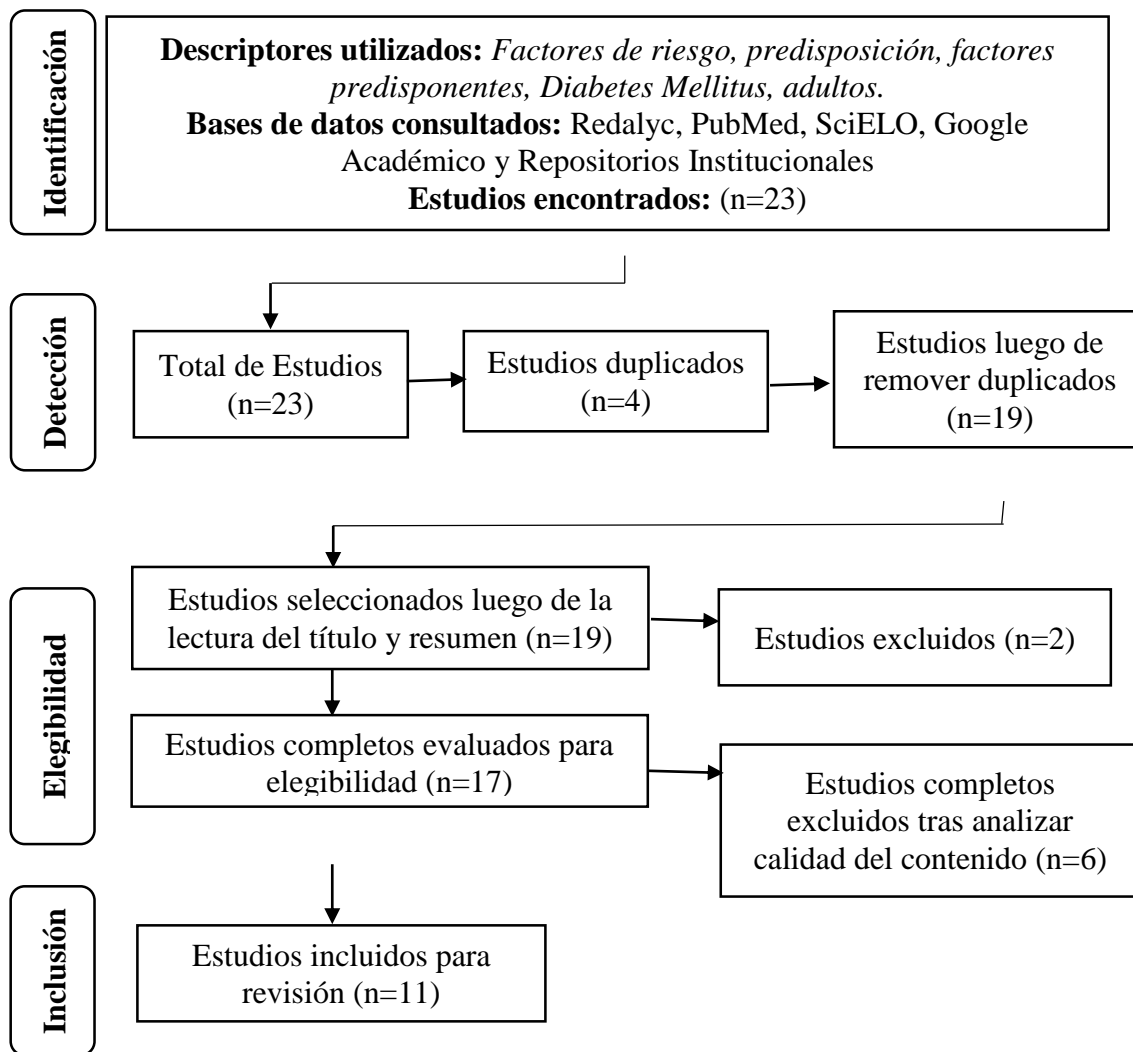 Identificación
Descriptores utilizados: Factores de riesgo, predisposición, factores
predisponentes, Diabetes Mellitus, adultos.
Bases de datos consultados: Redalyc, PubMed, SciELO, Google
Académico y Repositorios Institucionales
Estudios encontrados: (n=23)
Detección
Total de Estudios
(n=23)
Estudios duplicados
(n=4)
Estudios luego de
remover duplicados
(n=19)
Elegibilidad
Estudios seleccionados luego de la
lectura del título y resumen (n=19)
Estudios excluidos (n=2)
Estudios completos evaluados para
elegibilidad (n=17)
Estudios completos
excluidos tras analizar
calidad del contenido (n=6)
Inclusión
Estudios incluidos para
revisión (n=11)